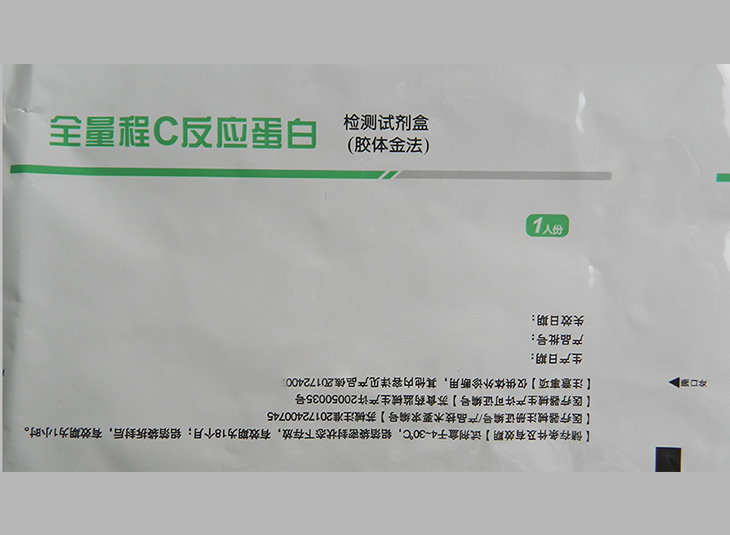 全量程C反应蛋白
检测试剂盒
(胶体金法)
1人份
【储存条件及有效期】试剂盒于4~30℃，铝箔袋密封状态下存放，有效期为18个月；铝箔袋拆封后，有效期为1小时。
【医疗器械注册证编号/产品技术要求编号】苏械注准20172400745
【医疗器械生产许可证编号】苏食药监械生产许20050035号
【注意事项】仅供体外诊断用，其他内容详见产品
生产日期：
产品批号：
失效日期：
撕口处